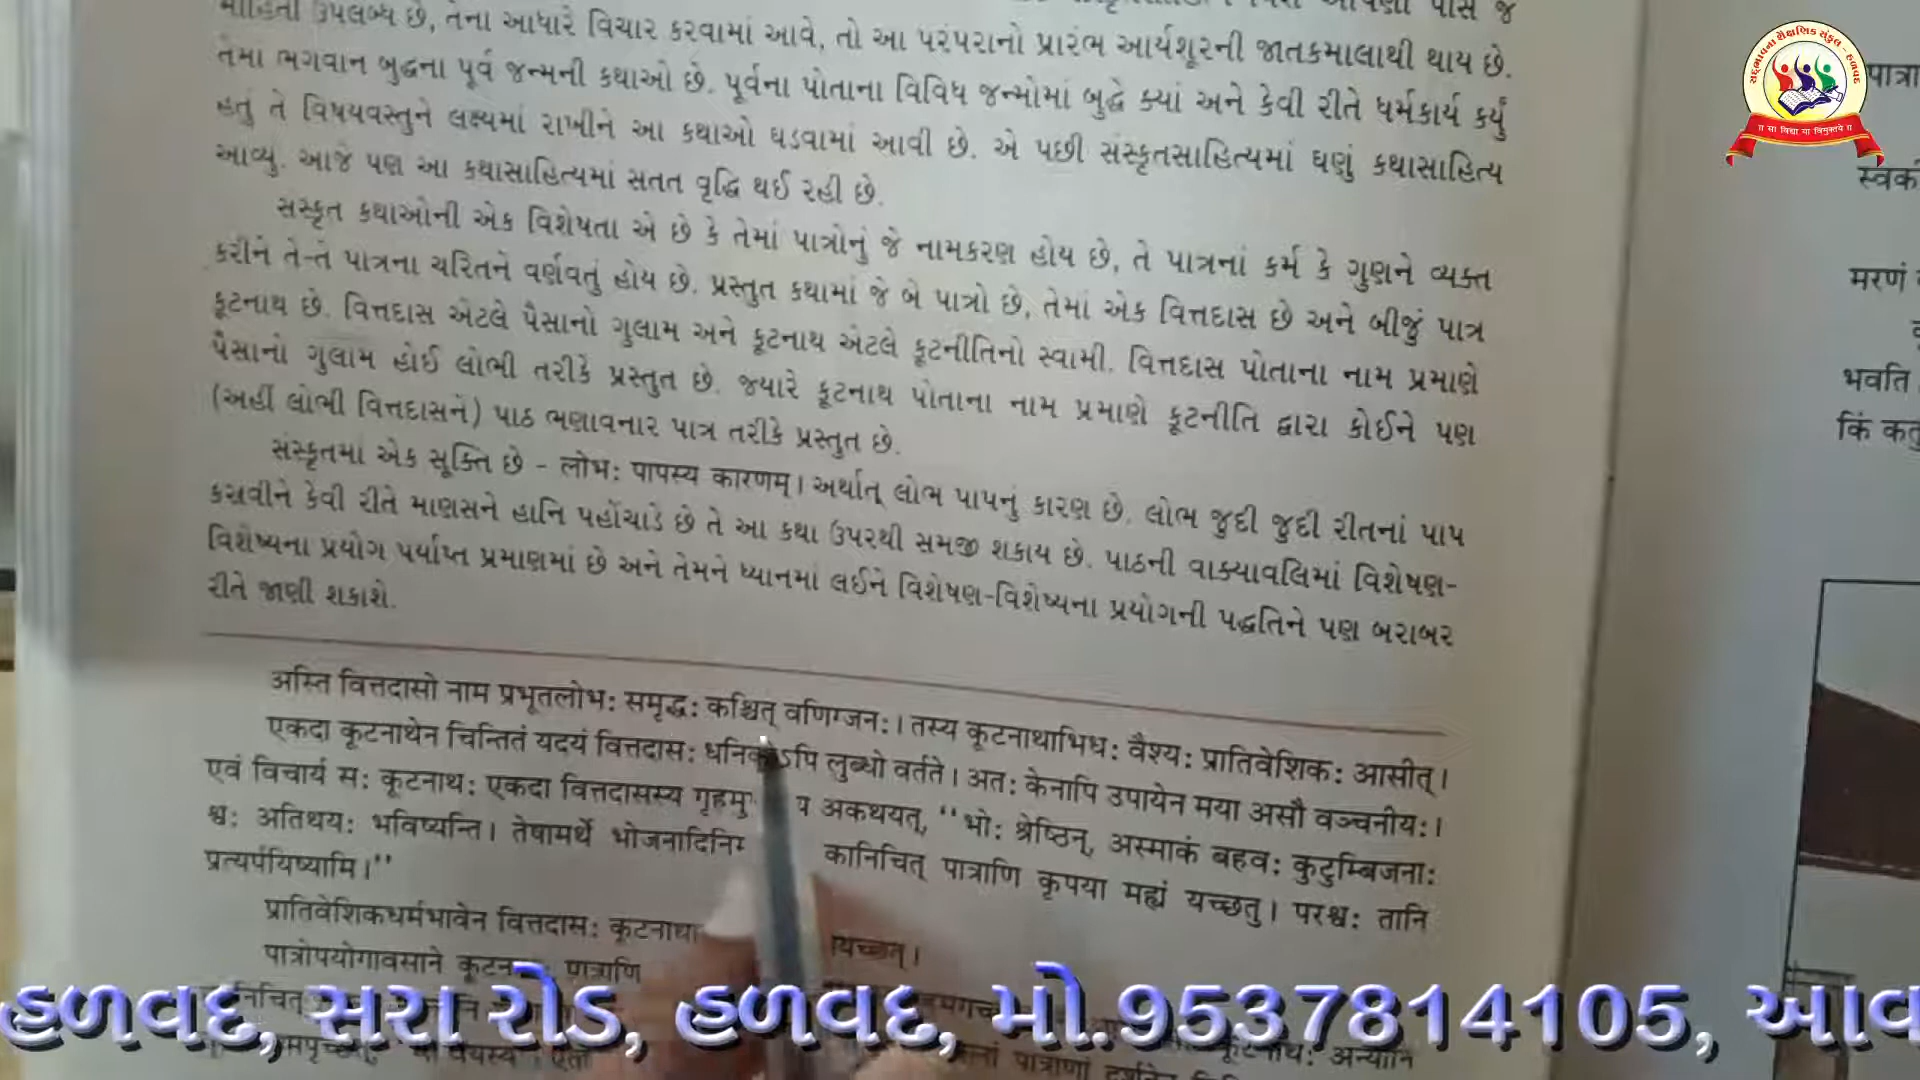 માહિતી ઉપલબ્ધ છે, તેના આધારે વિચાર કરવામાં આવે, તો આ પરંપરાનો પ્રારંભ આર્યશૂરની જાતકમાલાથી થાય છે.
તેમા ભગવાન બુદ્ધના પૂર્વ જન્મની કથાઓ છે. પૂર્વના પોતાના વિવિધ જન્મોમાં બુદ્ધે ક્યાં અને કેવી રીતે ધર્મકાર્ય કર્યું
હતું તે વિષયવસ્તુને લક્ષ્યમાં રાખીને આ કથાઓ ઘડવામાં આવી છે. એ પછી સંસ્કૃતસાહિત્યમાં ઘણું કથાસાહિત્ય
આવ્યુ. આજે પણ આ કથાસાહિત્યમાં સતત વૃદ્ધિ થઈ રહી છે.
સંસ્કૃત કથાઓની એક વિશેષતા એ છે કે તેમાં પાત્રોનું જે નામકરણ હોય છે, તે પાત્રનાં કર્મ કે ગુણને વ્યક્ત
કરીને તે-તે પાત્રના ચરિતને વર્ણવતું હોય છે. પ્રસ્તુત કથામાં જે બે પાત્રો છે, તેમાં એક વિત્તદાસ છે અને બીજું પાત્ર
કૂટનાથ છે. વિત્તદાસ એટલે પૈસાનો ગુલામ અને કૂટનાથ એટલે કૂટનીતિનો સ્વામી. વિત્તદાસ પોતાના નામ પ્રમાણે
પૈસાનો ગુલામ હોઈ લોભી તરીકે પ્રસ્તુત છે. જ્યારે કૂટનાથ પોતાના નામ પ્રમાણે કૂટનીતિ દ્વારા કોઈને પણ
(અહીં લોભી વિત્તદાસને) પાઠ ભણાવનાર પાત્ર તરીકે પ્રસ્તુત છે.
સંસ્કૃતમાં એક સૂક્તિ છે - लोभः पापस्य कारणम्। અર્થાત્ લોભ પાપનું કારણ છે. લોભ જુદી જુદી રીતનાં પાપ
કરાવીને કેવી રીતે માણસને હાનિ પહોંચાડે છે તે આ કથા ઉપરથી સમજી શકાય છે. પાઠની વાક્યાવલિમાં વિશેષણ-
વિશેષ્યના પ્રયોગ પર્યાપ્ત પ્રમાણમાં છે અને તેમને ધ્યાનમાં લઈને વિશેષણ-વિશેષ્યના પ્રયોગની પદ્ધતિને પણ બરાબર
રીતે જાણી શકાશે.
अस्ति वित्तदासो नाम प्रभूतलोभः समृद्धः कश्चित् वणिग्जनः। तस्य कूटनाथाभिधः वैश्यः प्रातिवेशिकः आसीत्।
एकदा कूटनाथेन चिन्तितं यदयं वित्तदासः लुब्धो वर्तते। अतः केनापि उपायेन मया असौ वञ्चनीयः।
एवं विचार्य सः कूटनाथः एकदा वित्तदासस्य अकथयत्, "भोः श्रेष्ठिन्, अस्माकं बहवः कुटुम्बिजनाः
श्वः अतिथयः भविष्यन्ति। तेषामर्थे कानिचित् पात्राणि कृपया मह्यं यच्छतु। परश्वः तानि
प्रत्यर्पयिष्यामि।"
प्रातिवेशिकधर्मभावेन वित्तदासः
पात्रोपयोगावसाने पात्राणि
अन्यानि
पात्राणां
હળવદ, સરા રોડ, હળવદ, મો.9537814105, આવ
સદ્ભાવના શૈક્ષણિક સંકુલ - હળવદ
॥ सा विद्या या विमुक्तये ॥
पात्रा
मरणं
भवति
किं